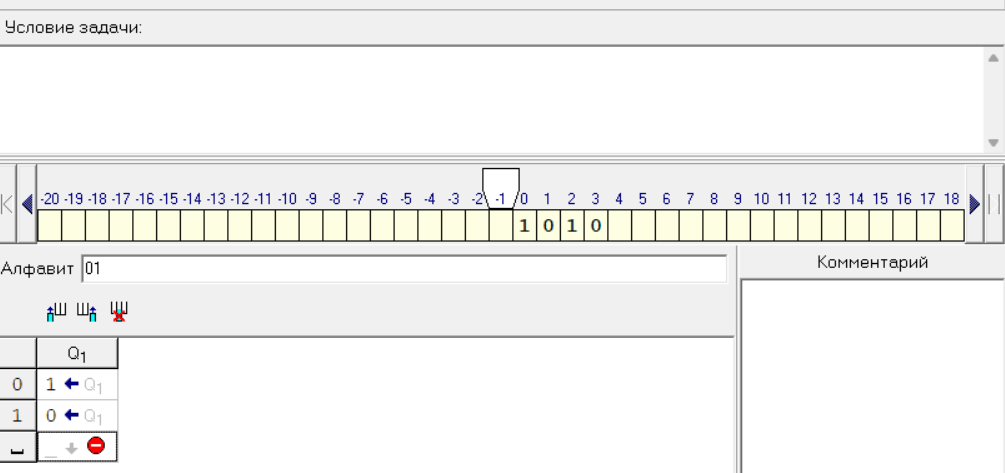 Условие задачи:
-20 -19 -18 -17 -16 -15 -14 -13 -12 -11 -10 -9 -8 -7 -6 -5 -4 -3 -2 -1 0 1 2 3 4 5 6 7 8 9 10 11 12 13 14 15 16 17 18
1 0 1 0
Алфавит 01
Комментарий
Q1
0 1 ← Q1
1 0 ← Q1
␣ _ ↓